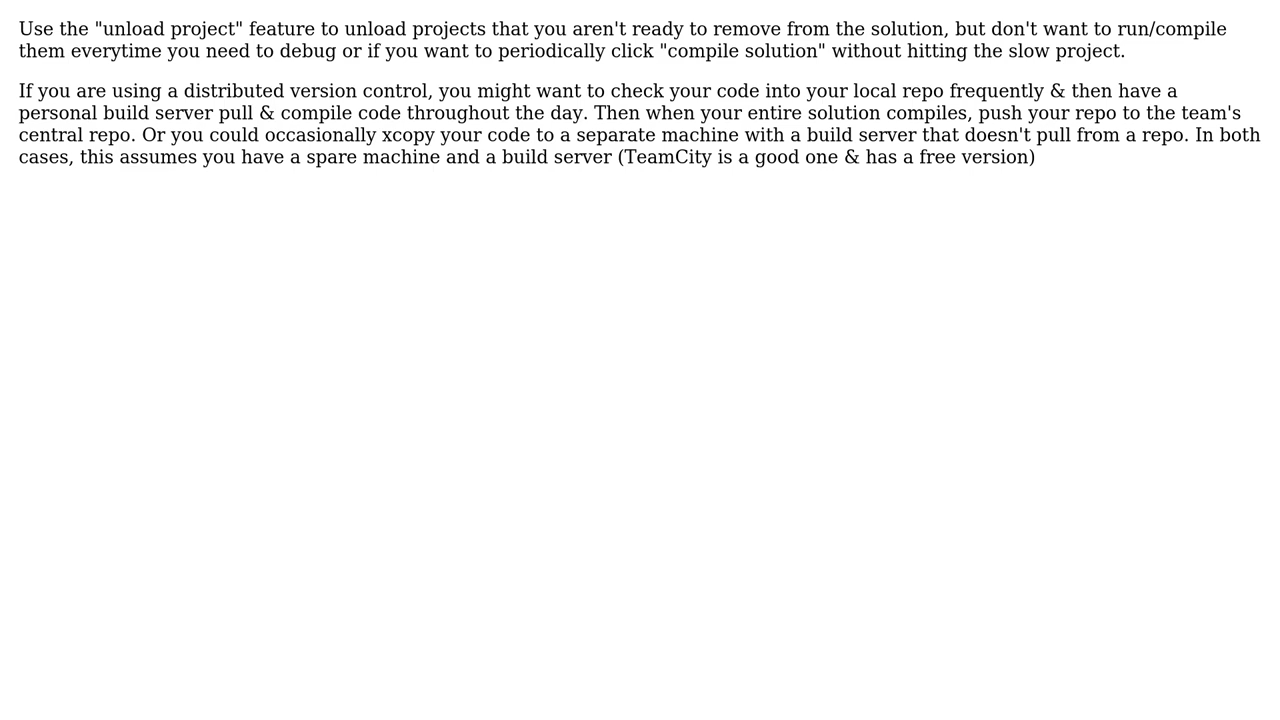 Use the "unload project" feature to unload projects that you aren't ready to remove from the solution, but don't want to run/compile
them everytime you need to debug or if you want to periodically click "compile solution" without hitting the slow project.
If you are using a distributed version control, you might want to check your code into your local repo frequently & then have a
personal build server pull & compile code throughout the day. Then when your entire solution compiles, push your repo to the team's
central repo. Or you could occasionally xcopy your code to a separate machine with a build server that doesn't pull from a repo. In both
cases, this assumes you have a spare machine and a build server (TeamCity is a good one & has a free version)